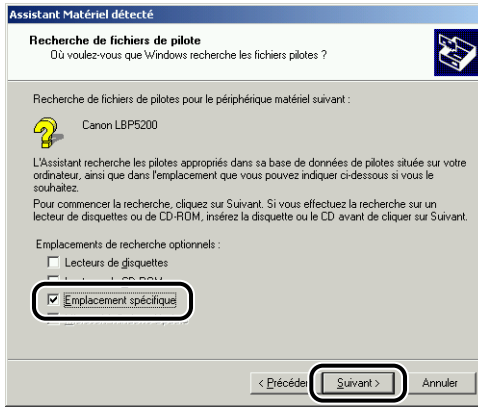 Assistant Matériel détecté
Recherche de fichiers de pilote
Où voulez-vous que Windows recherche les fichiers pilotes ?
Recherche de fichiers de pilotes pour le périphérique matériel suivant :
Canon LBP5200
L'Assistant recherche les pilotes appropriés dans sa base de données de pilotes située sur votre
ordinateur, ainsi que dans l'emplacement que vous pouvez indiquer ci-dessous si vous le
souhaitez.
Pour commencer la recherche, cliquez sur Suivant. Si vous effectuez la recherche sur un
lecteur de disquettes ou de CD-ROM, insérez la disquette ou le CD avant de cliquer sur Suivant.
Emplacements de recherche optionnels :
Lecteurs de disquettes
CD-ROM
Emplacement spécifique
< Précéden Suivant > Annuler